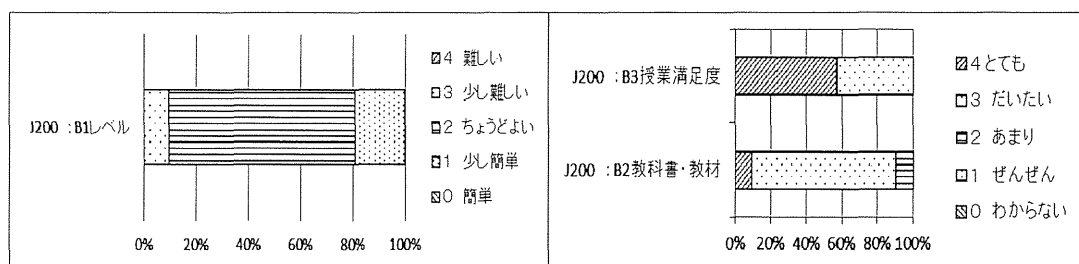 J200 :B1レベル
0% 20% 40% 60% 80% 100%
4 難しい
3 少し難しい
2 ちょうどよい
1 少し簡単
0 簡単
J200 :B3授業満足度
J200 :B2教科書・教材
0% 20% 40% 60% 80% 100%
4とても
3 だいたい
2 あまり
1 ぜんぜん
0 わからない